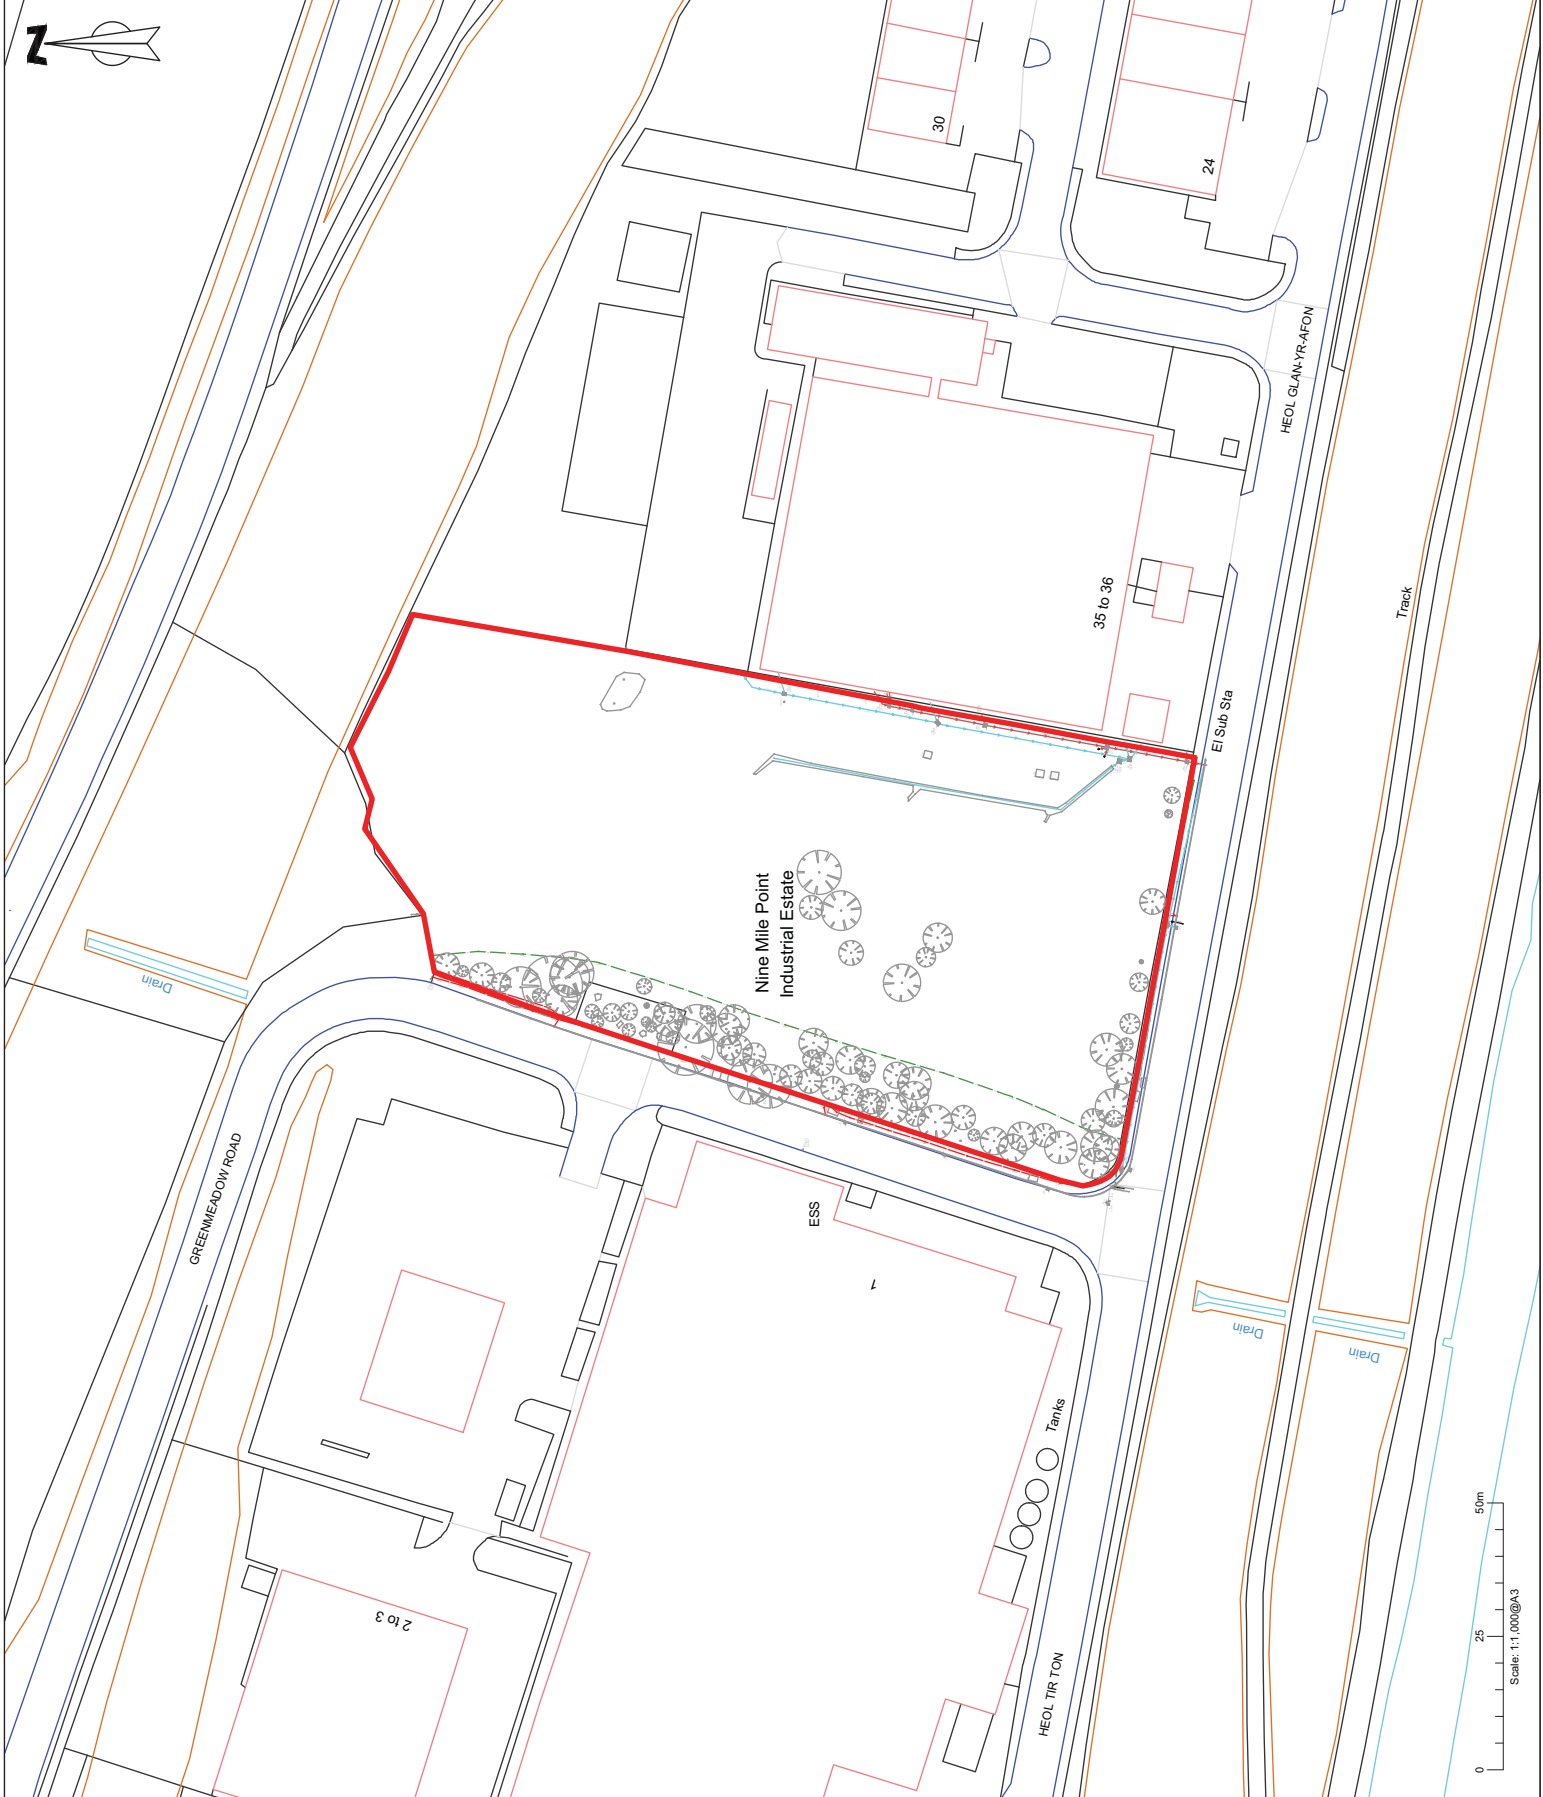 N
30
24
HEOL GLAN-YR-AFON
35 to 36
Track
El Sub Sta
Nine Mile Point
Industrial Estate
Drain
GREENMEADOW ROAD
ESS
1
Drain
Drain
Tanks
2 to 3
HEOL TIR TON
0
25
50m
Scale: 1:1,000@A3